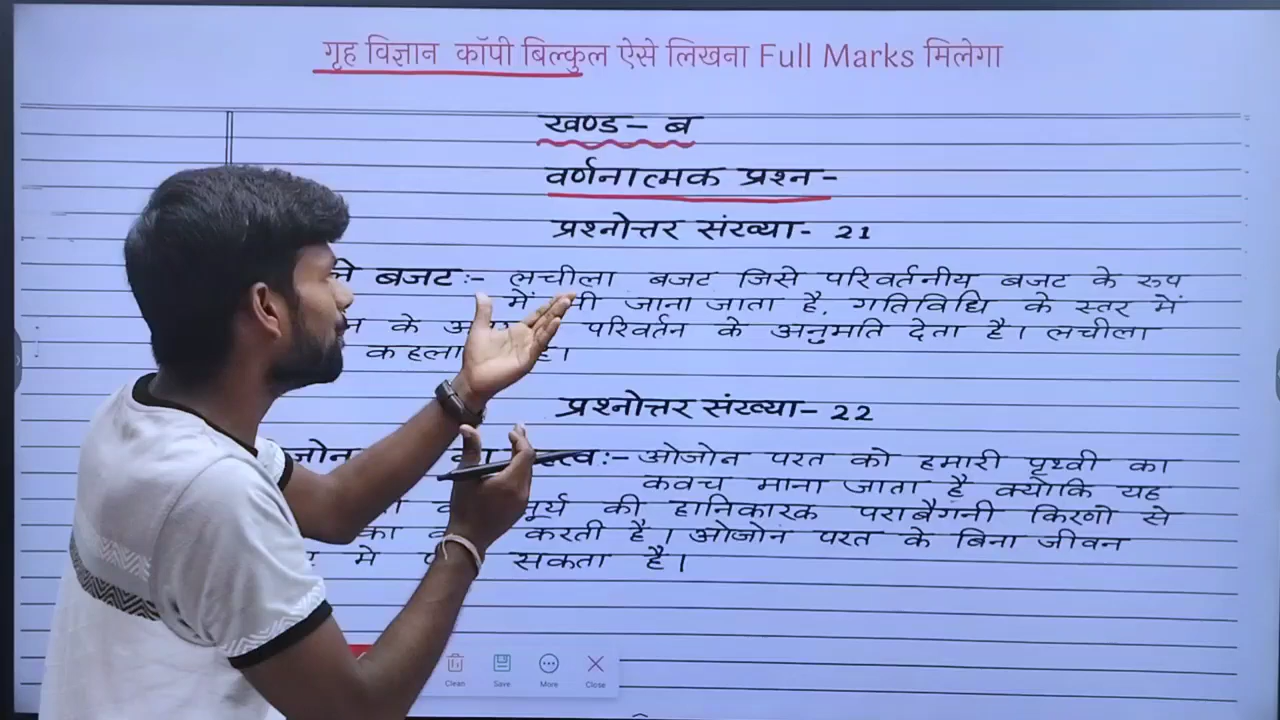 गृह विज्ञान कॉपी बिल्कुल ऐसे लिखना Full Marks मिलेगा
खण्ड- ब
वर्णनात्मक प्रश्न-
प्रश्नोत्तर संख्या- 21
बजट:- लचीला बजट जिसे परिवर्तनीय बजट के रुप
में जाना जाता है, गतिविधि के स्तर में
के परिवर्तन के अनुमति देता है। लचीला
है।
प्रश्नोत्तर संख्या- 22
ओजोन परत को हमारी पृथ्वी का
कवच माना जाता है क्योकि यह
सूर्य की हानिकारक पराबैगनी किरणो से
का करती है। ओजोन परत के बिना जीवन
मे सकता है।
Clean Save More Close